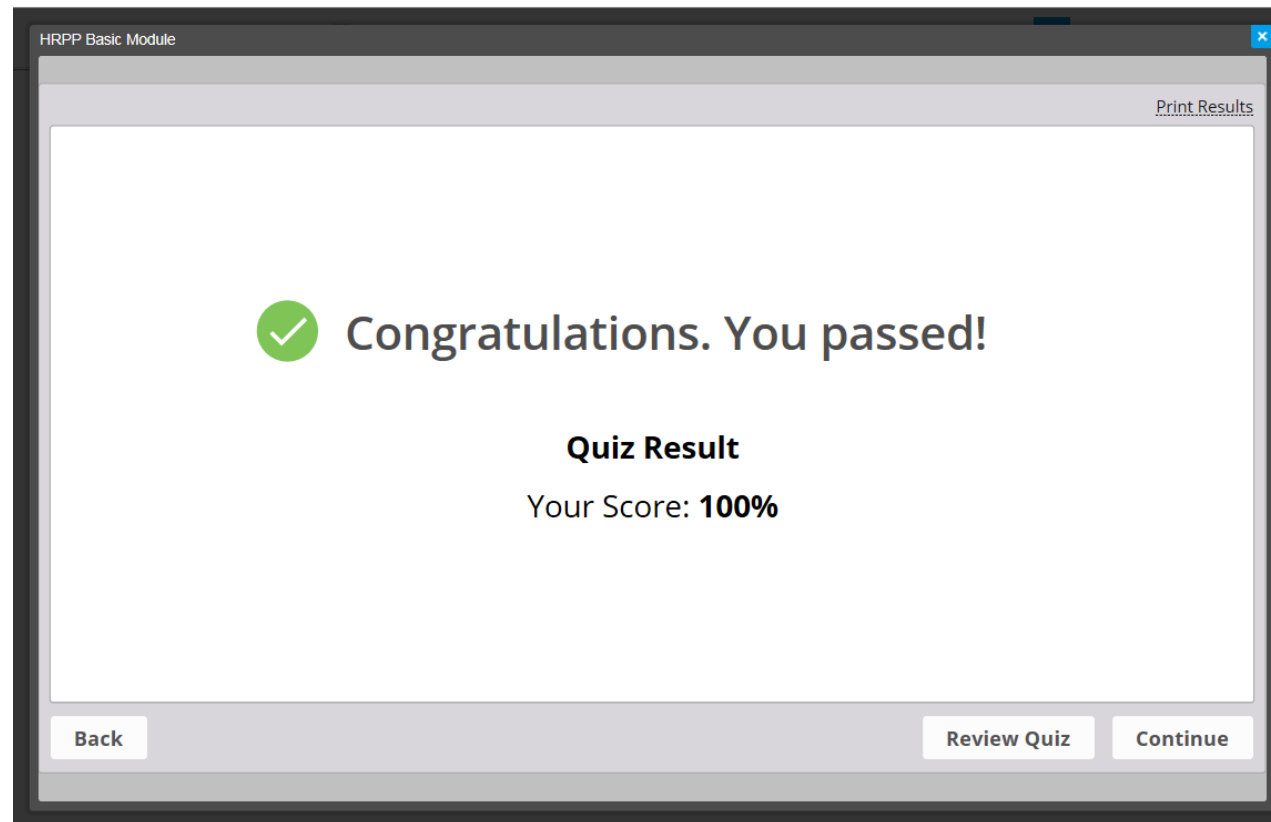 HRPP Basic Module
Print Results
Congratulations. You passed!
Quiz Result
Your Score: 100%
Back
Review Quiz
Continue